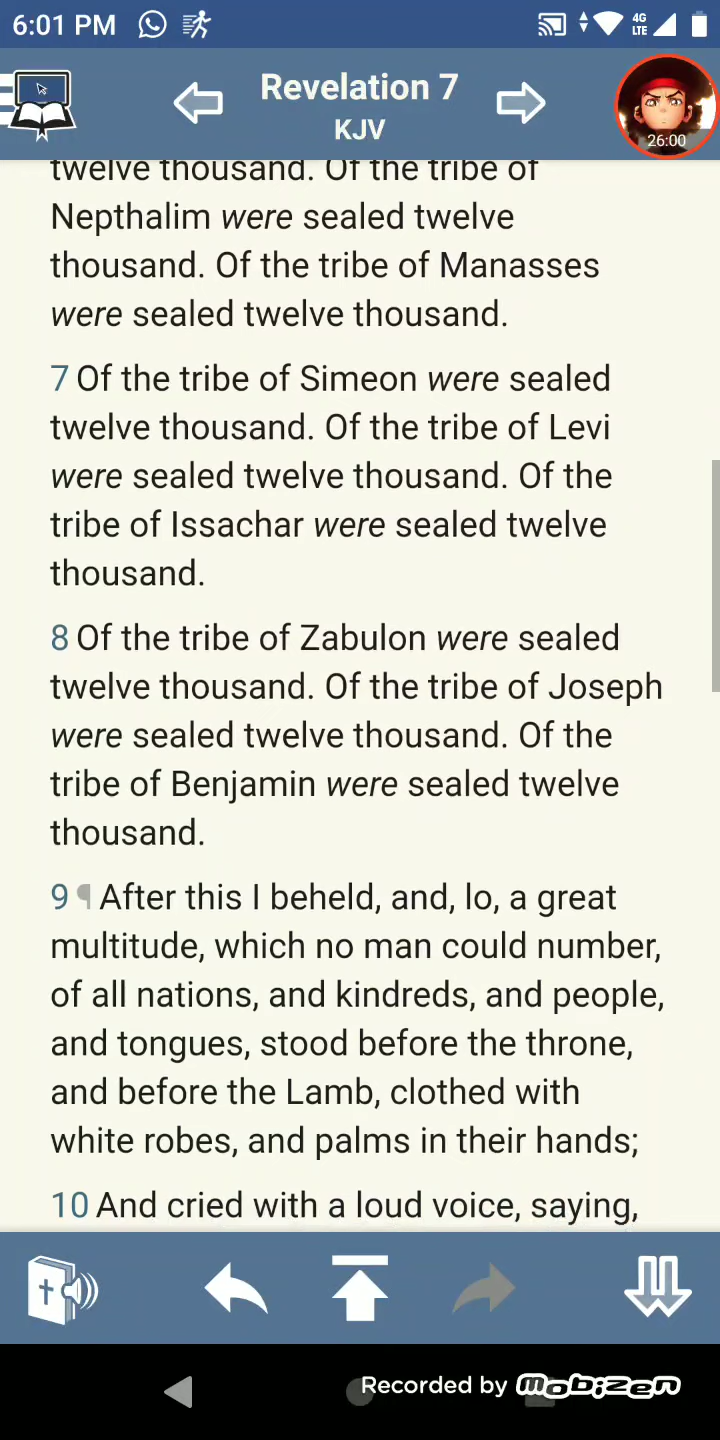 6:01 PM
4G
LTE
Revelation 7
KJV
26:00
twelve thousand. Of the tribe of
Nepthalim were sealed twelve
thousand. Of the tribe of Manasses
were sealed twelve thousand.
7 Of the tribe of Simeon were sealed
twelve thousand. Of the tribe of Levi
were sealed twelve thousand. Of the
tribe of Issachar were sealed twelve
thousand.
8 Of the tribe of Zabulon were sealed
twelve thousand. Of the tribe of Joseph
were sealed twelve thousand. Of the
tribe of Benjamin were sealed twelve
thousand.
9 ¶ After this I beheld, and, lo, a great
multitude, which no man could number,
of all nations, and kindreds, and people,
and tongues, stood before the throne,
and before the Lamb, clothed with
white robes, and palms in their hands;
10 And cried with a loud voice, saying,
Recorded by mobizen